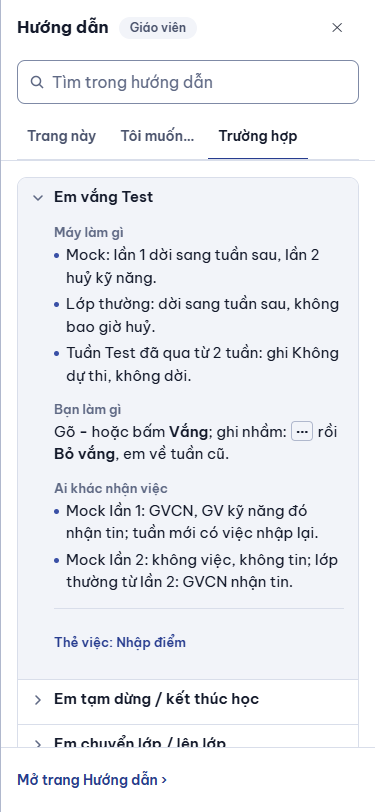 Hướng dẫn Giáo viên
Tìm trong hướng dẫn
Trang này Tôi muốn... Trường hợp
Em vắng Test
Máy làm gì
• Mock: lần 1 dời sang tuần sau, lần 2
huỷ kỹ năng.
• Lớp thường: dời sang tuần sau, không
bao giờ huỷ.
• Tuần Test đã qua từ 2 tuần: ghi Không
dự thi, không dời.
Bạn làm gì
Gõ - hoặc bấm Vắng; ghi nhầm: ... rồi
Bỏ vắng, em về tuần cũ.
Ai khác nhận việc
• Mock lần 1: GVCN, GV kỹ năng đó
nhận tin; tuần mới có việc nhập lại.
• Mock lần 2: không việc, không tin; lớp
thường từ lần 2: GVCN nhận tin.
Thẻ việc: Nhập điểm
Em tạm dừng / kết thúc học
Em chuyển lớp / lên lớp
Mở trang Hướng dẫn ›